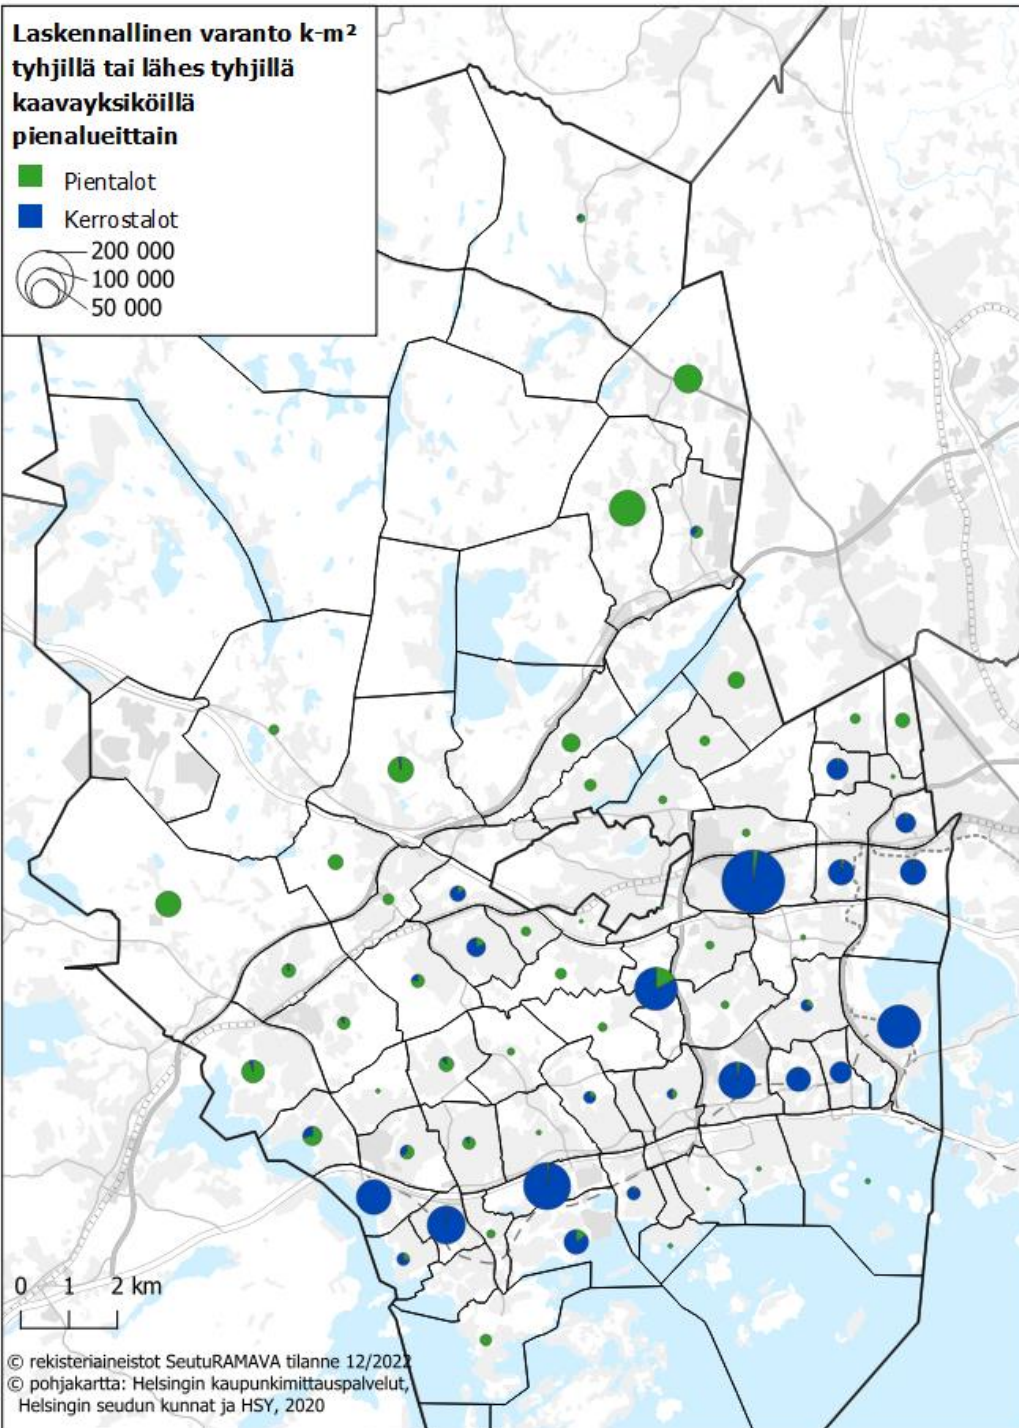 Laskennallinen varanto k-m²
tyhjillä tai lähes tyhjillä
kaavayksiköillä
pienalueittain
Pientalot
Kerrostalot
200 000
100 000
50 000
0 1 2 km
© rekisteriaineistot SeutuRAMAVA tilanne 12/2022
© pohjakartta: Helsingin kaupunkimittauspalvelut,
Helsingin seudun kunnat ja HSY, 2020